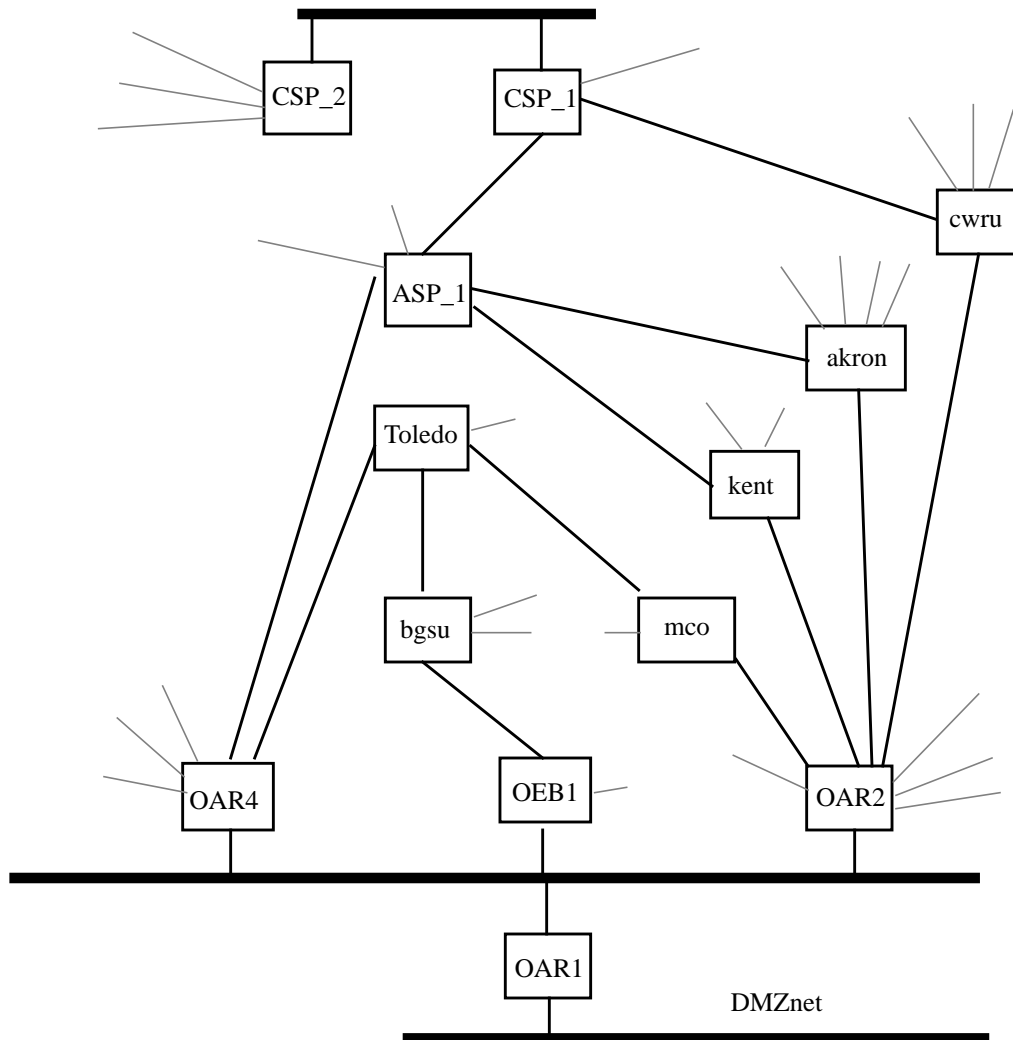 CSP_2
CSP_1
cwru
ASP_1
akron
Toledo
kent
bgsu
mco
OAR4
OEB1
OAR2
OAR1
DMZnet